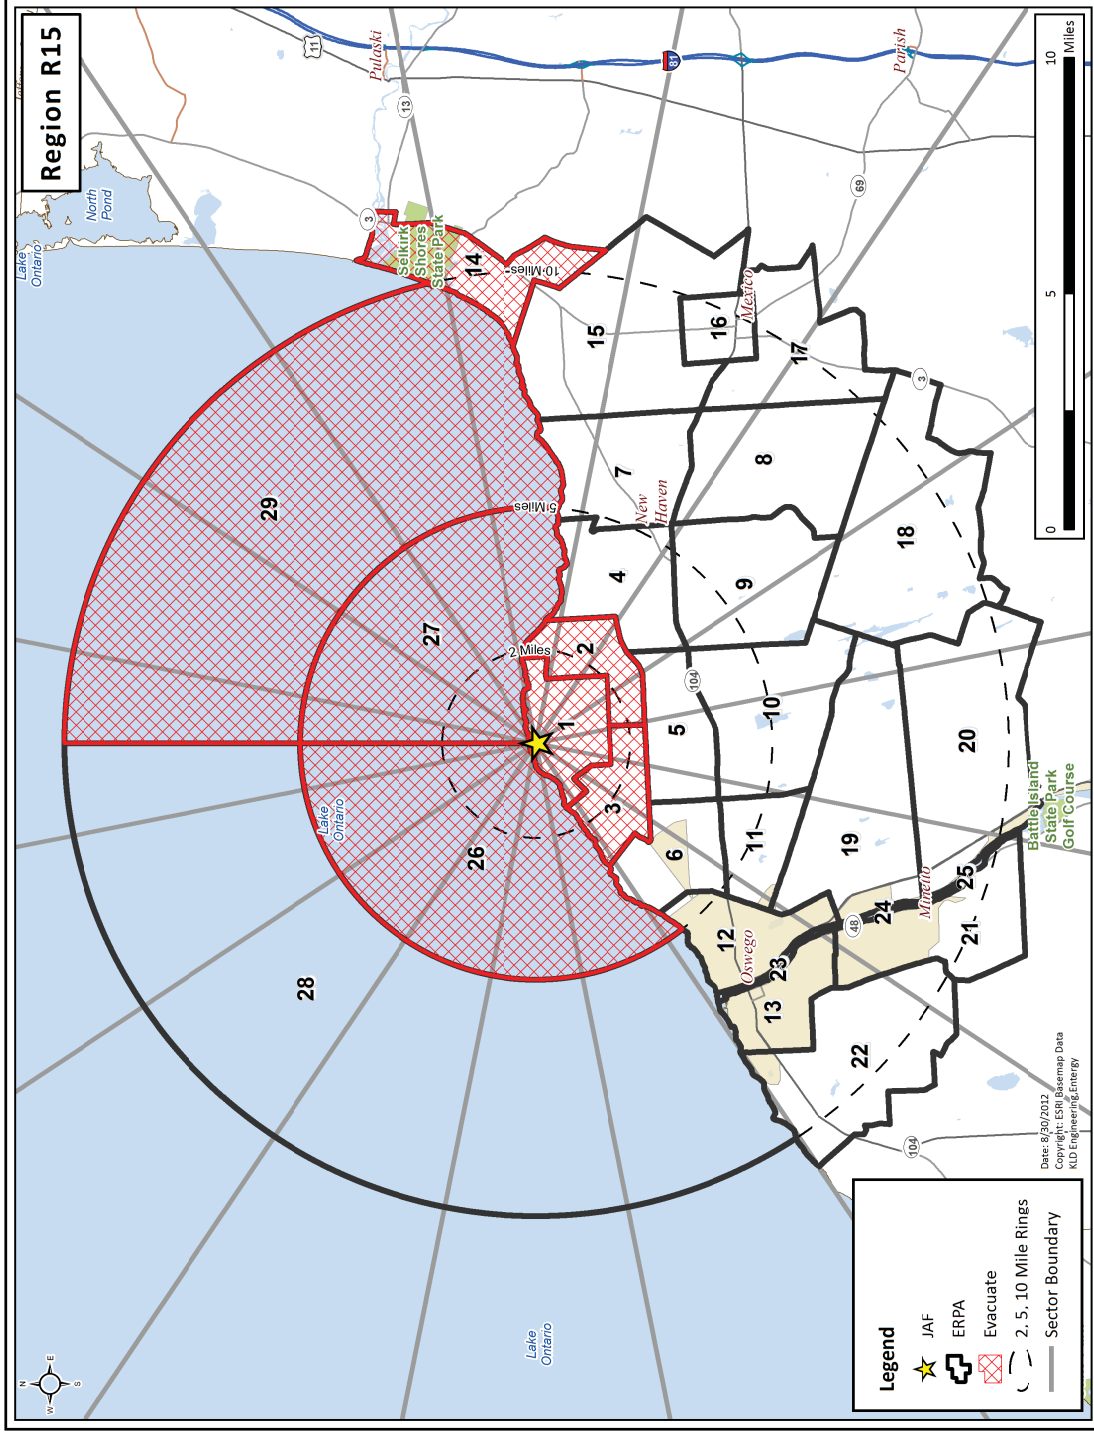 Region R15
11
Pulaski
81
Parish
13
69
3
3
North
Pond
Lake
Ontario
Selkirk
Shores
State Park
14
10 Miles
15
16
Mexico
17
29
5 Miles
7
New
Haven
8
18
4
9
27
2 Miles
2
1
3
5
104
10
20
Lake
Ontario
26
6
11
19
Battle Island
State Park
Golf Course
12
Oswego
23
13
48
24
Minetto
25
21
22
28
104
Lake
Ontario
N
E
S
W
0
5
10
Miles
Date: 8/30/2012
Copyright: ESRI Basemap Data
KLD Engineering, Entergy
Legend
JAF
ERPA
Evacuate
2, 5, 10 Mile Rings
Sector Boundary